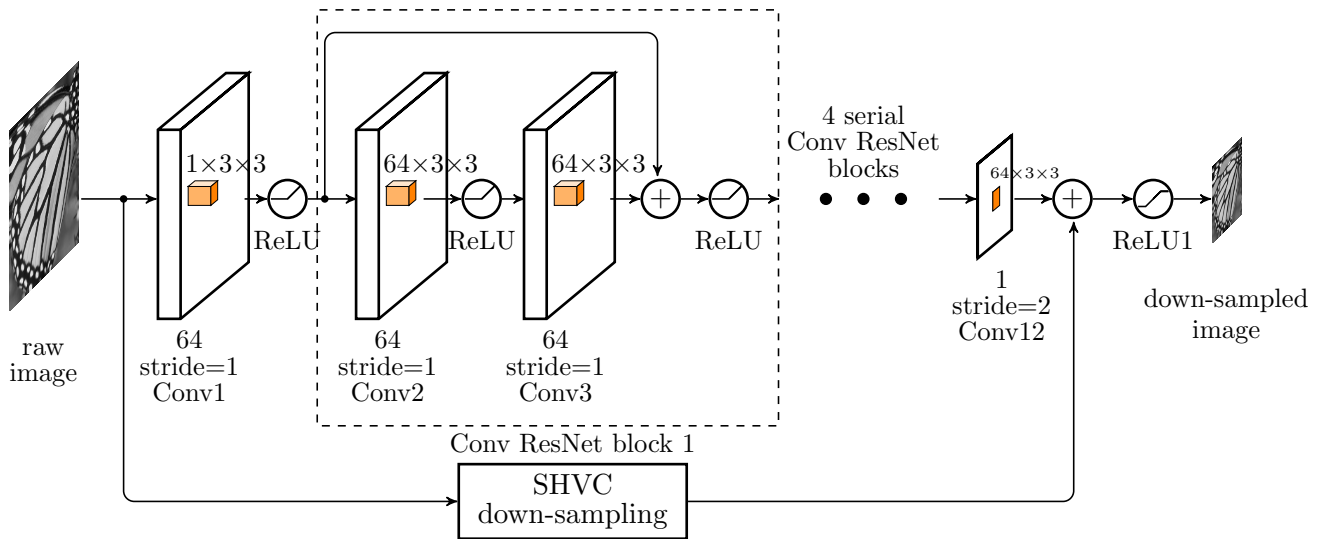 raw
image
1×3×3
64
stride=1
Conv1
ReLU
64×3×3
64
stride=1
Conv2
ReLU
64×3×3
64
stride=1
Conv3
+
ReLU
Conv ResNet block 1
4 serial
Conv ResNet
blocks
64×3×3
1
stride=2
Conv12
+
ReLU1
down-sampled
image
SHVC
down-sampling